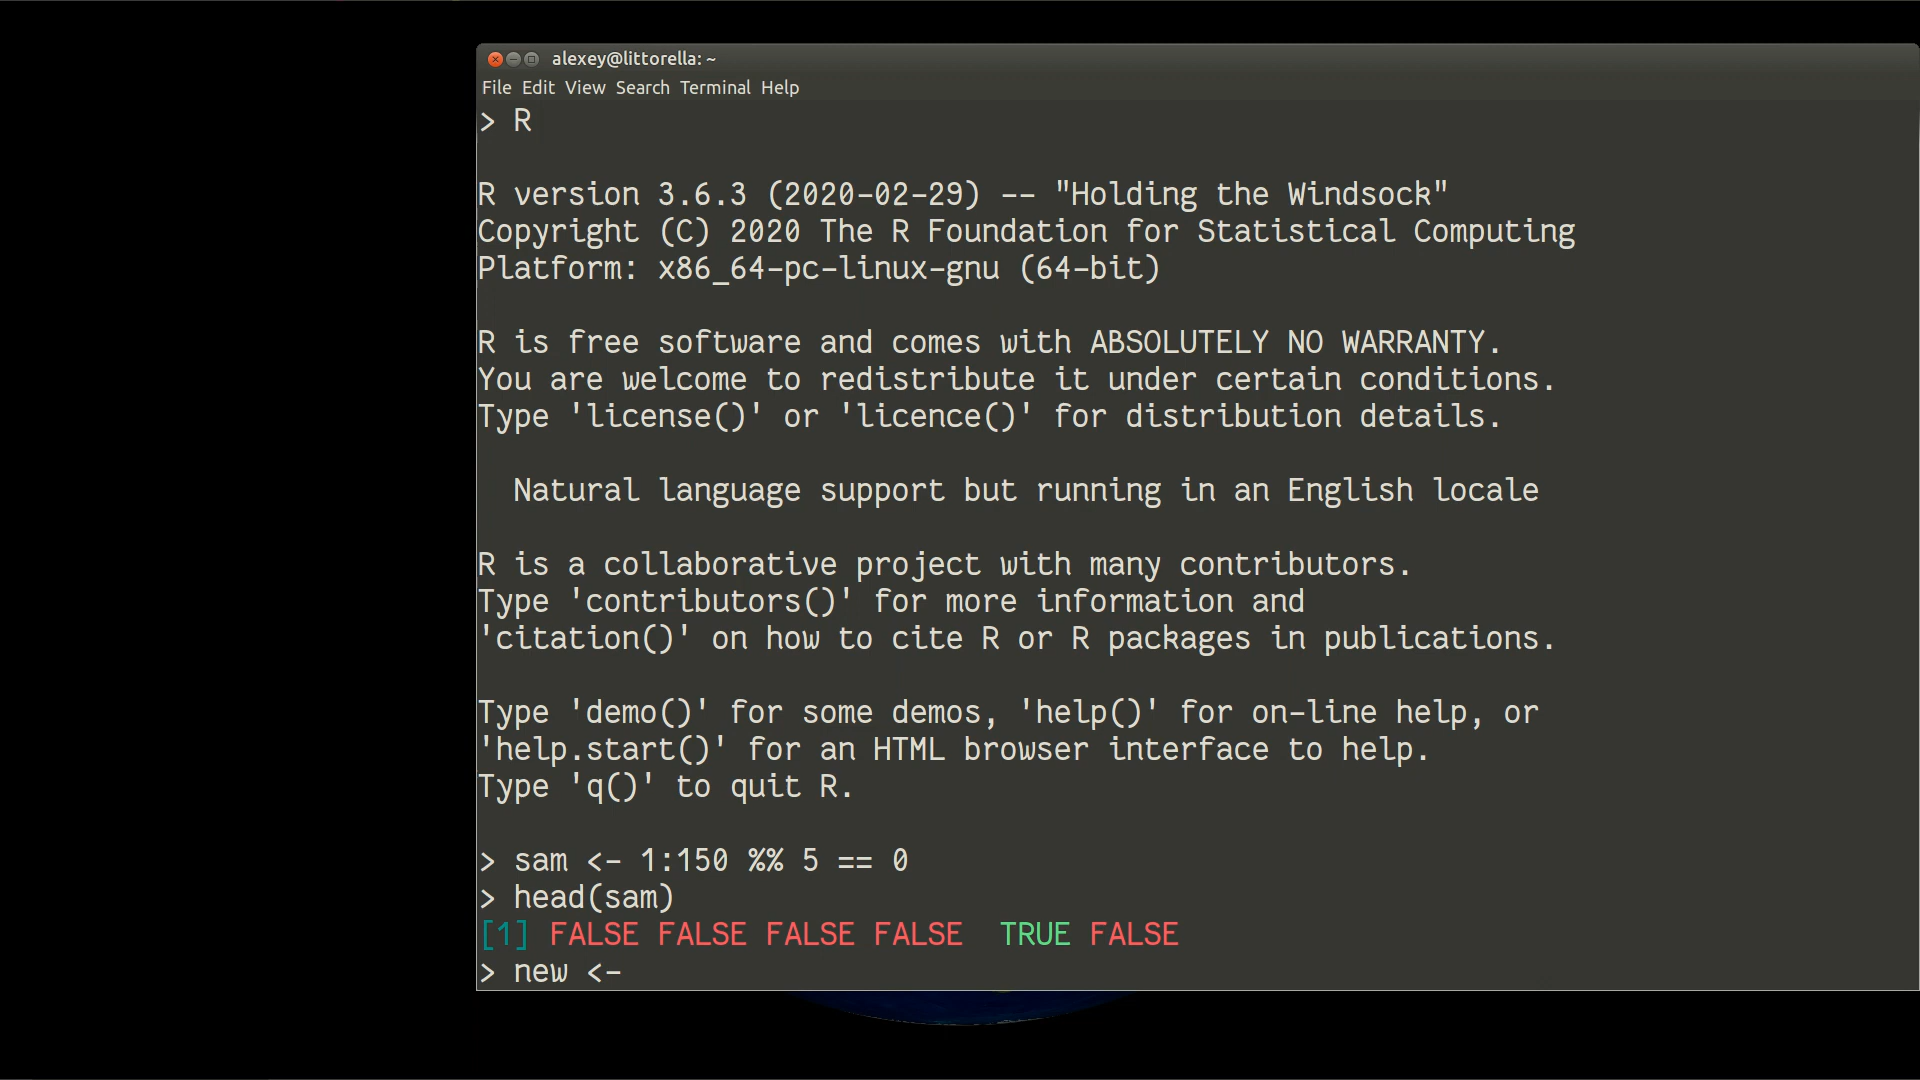 alexey@littorella: ~
File Edit View Search Terminal Help
> R
R version 3.6.3 (2020-02-29) -- "Holding the Windsock"
Copyright (C) 2020 The R Foundation for Statistical Computing
Platform: x86_64-pc-linux-gnu (64-bit)
R is free software and comes with ABSOLUTELY NO WARRANTY.
You are welcome to redistribute it under certain conditions.
Type 'license()' or 'licence()' for distribution details.
Natural language support but running in an English locale
R is a collaborative project with many contributors.
Type 'contributors()' for more information and
'citation()' on how to cite R or R packages in publications.
Type 'demo()' for some demos, 'help()' for on-line help, or
'help.start()' for an HTML browser interface to help.
Type 'q()' to quit R.
> sam <- 1:150 %% 5 == 0
> head(sam)
[1] FALSE FALSE FALSE FALSE  TRUE FALSE
> new <-